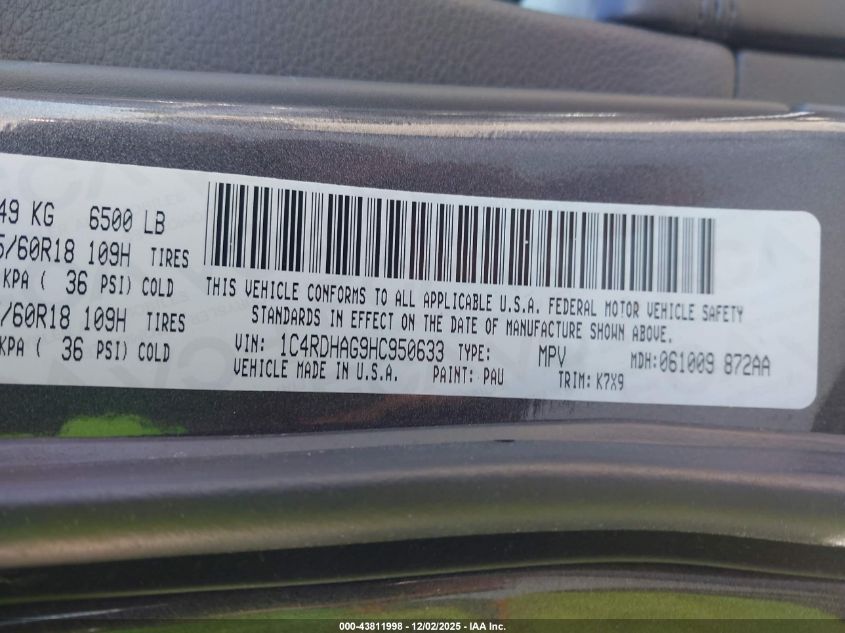 49 KG 6500 LB
/60R18 109H TIRES
KPA ( 36 PSI) COLD
/60R18 109H TIRES
KPA ( 36 PSI) COLD
THIS VEHICLE CONFORMS TO ALL APPLICABLE U.S.A. FEDERAL MOTOR VEHICLE SAFETY
STANDARDS IN EFFECT ON THE DATE OF MANUFACTURE SHOWN ABOVE.
VIN: 1C4RDHAG9HC950633 TYPE: MPV MDH:061009 872AA
VEHICLE MADE IN U.S.A. PAINT: PAU TRIM: K7X9
000-43811998 - 12/02/2025 - IAA Inc.